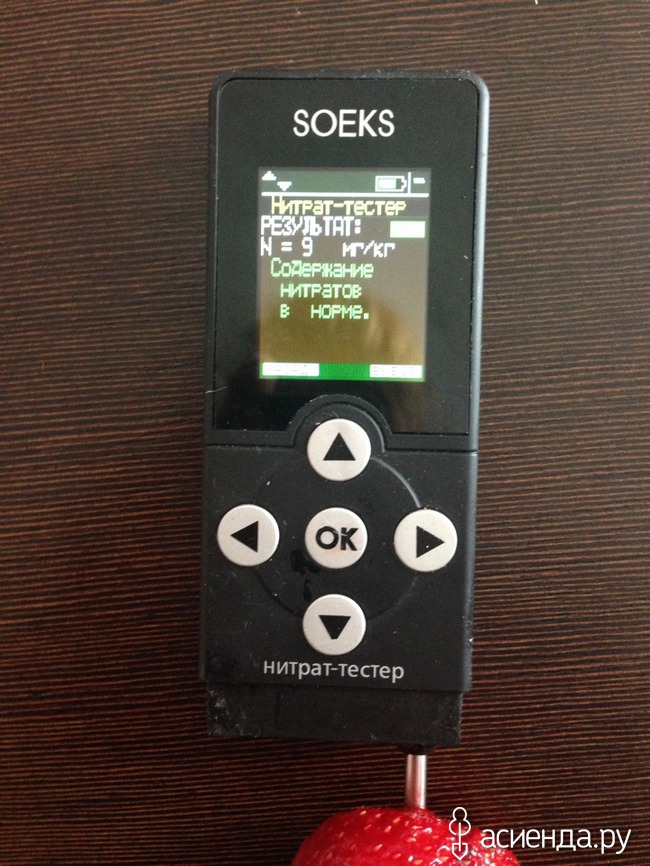 SOEKS
Нитрат-тестер
РЕЗУЛЬТАТ:
N = 9 мг/кг
Содержание
нитратов
в норме.
OK
нитрат-тестер
асиенда.ру